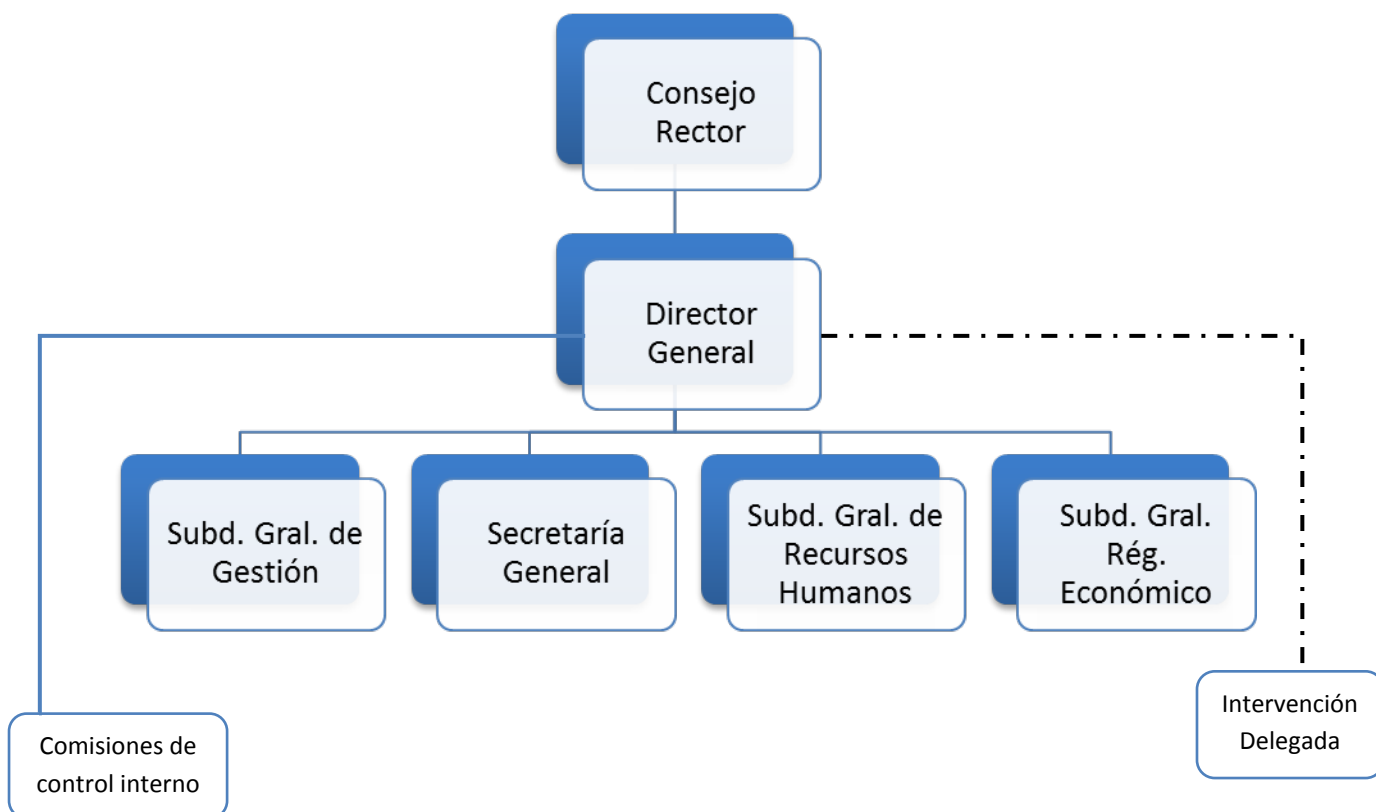 Consejo
Rector
Director
General
Subd. Gral. de
Gestión
Secretaría
General
Subd. Gral. de
Recursos
Humanos
Subd. Gral.
Rég.
Económico
Comisiones de
control interno
Intervención
Delegada